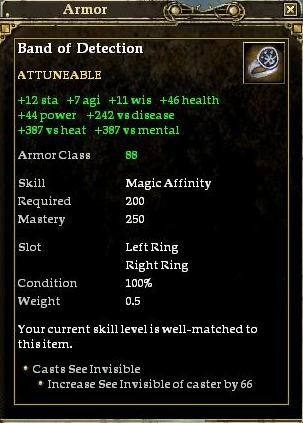 Armor
Band of Detection
ATTUNEABLE
+12 sta +7 agi +11 wis +46 health
+44 power +242 vs disease
+387 vs heat +387 vs mental
Armor Class 88
Skill Magic Affinity
Required 200
Mastery 250
Slot Left Ring
Right Ring
Condition 100%
Weight 0.5
Your current skill level is well-matched to
this item.
• Casts See Invisible
• Increase See Invisible of caster by 66